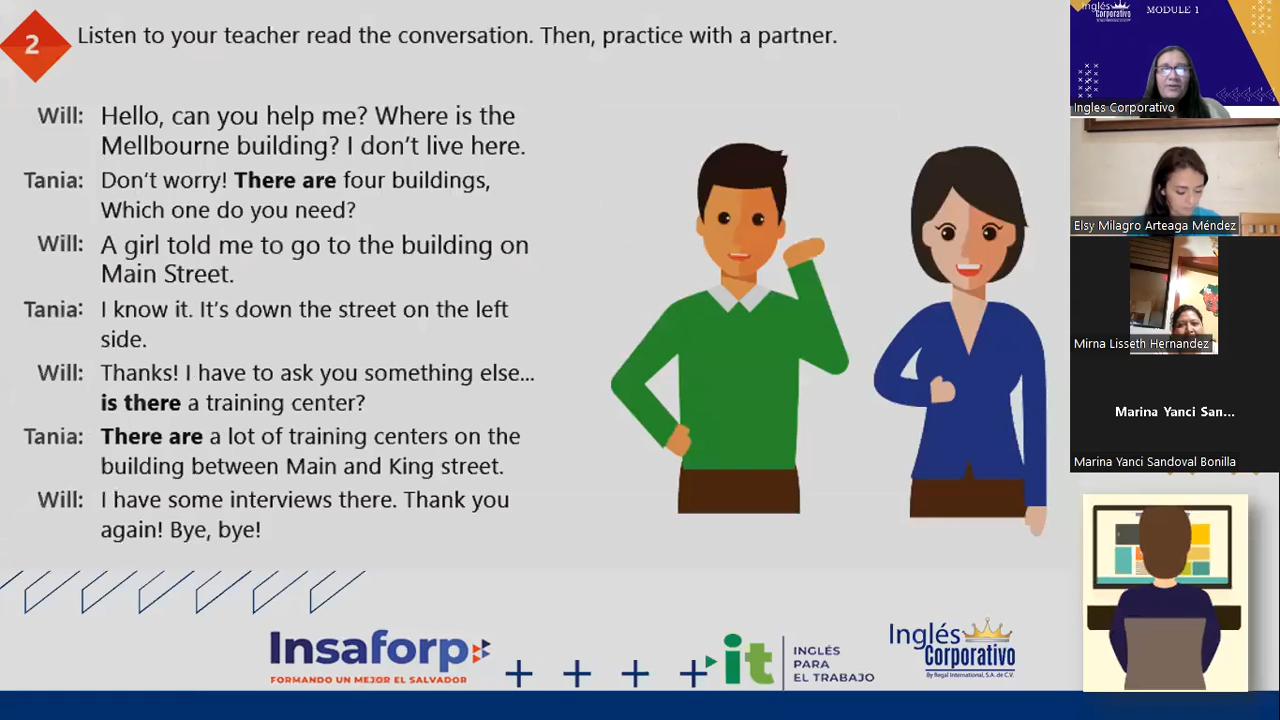 2
Listen to your teacher read the conversation. Then, practice with a partner.
Will: Hello, can you help me? Where is the
Mellbourne building? I don't live here.
Tania: Don't worry! There are four buildings,
Which one do you need?
Will: A girl told me to go to the building on
Main Street.
Tania: I know it. It's down the street on the left
side.
Will: Thanks! I have to ask you something else...
is there a training center?
Tania: There are a lot of training centers on the
building between Main and King street.
Will: I have some interviews there. Thank you
again! Bye, bye!
Insaforp
FORMANDO UN MEJOR EL SALVADOR
it
INGLÉS
PARA
EL TRABAJO
Inglés
Corporativo
By Regal International, S.A. de C.V.
Inglés
Corporativo
MODULE 1
Ingles Corporativo
Elsy Milagro Arteaga Méndez
Mirna Lisseth Hernandez
Marina Yanci San...
Marina Yanci Sandoval Bonilla